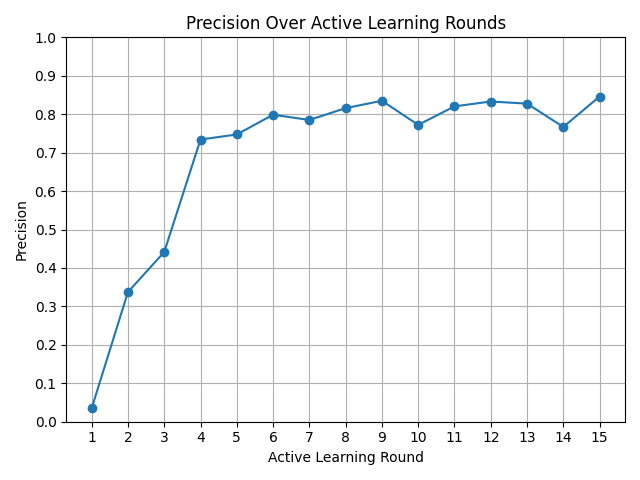 Precision Over Active Learning Rounds
1.0
0.9
0.8
0.7
0.6
0.5
0.4
0.3
0.2
0.1
0.0
Precision
1 2 3 4 5 6 7 8 9 10 11 12 13 14 15
Active Learning Round